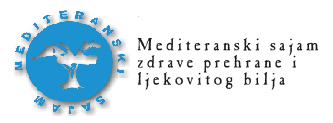 MEDITERANSKI SAJAM
Mediteranski sajam
zdrave prehrane i
ljekovitog bilja